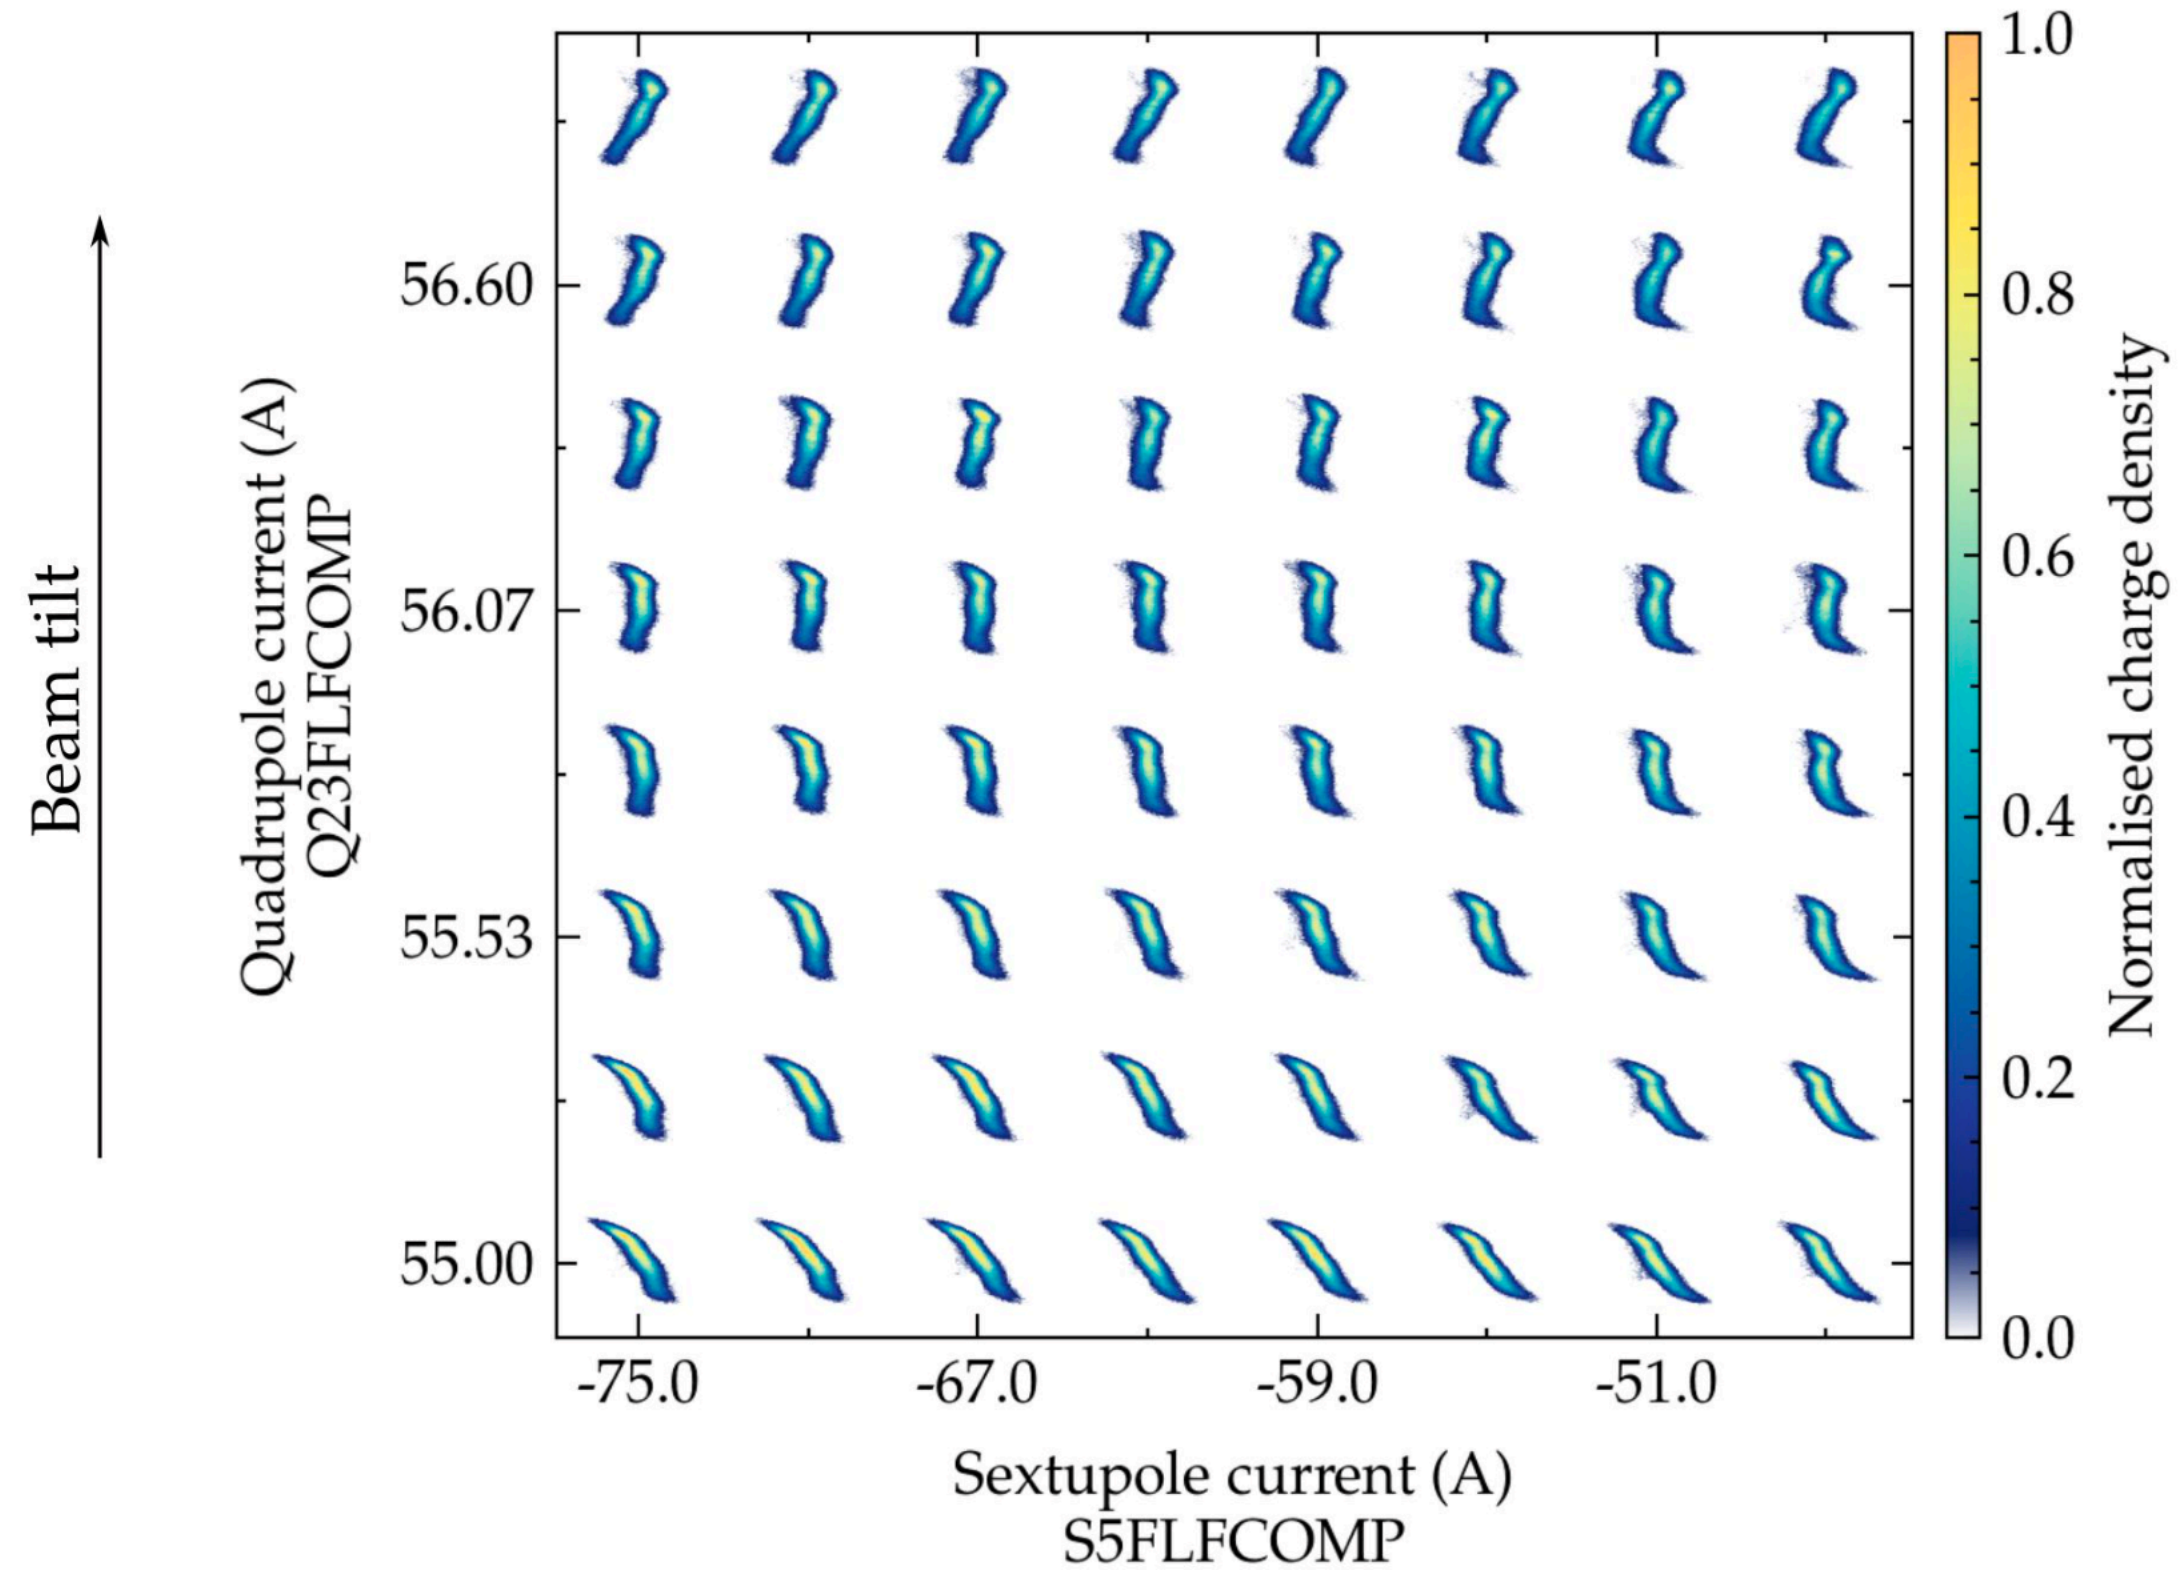 Beam tilt
Quadrupole current (A)
Q23FLFCOMP
56.60
56.07
55.53
55.00
-75.0
-67.0
-59.0
-51.0
Sextupole current (A)
S5FLFCOMP
1.0
0.8
0.6
0.4
0.2
0.0
Normalised charge density